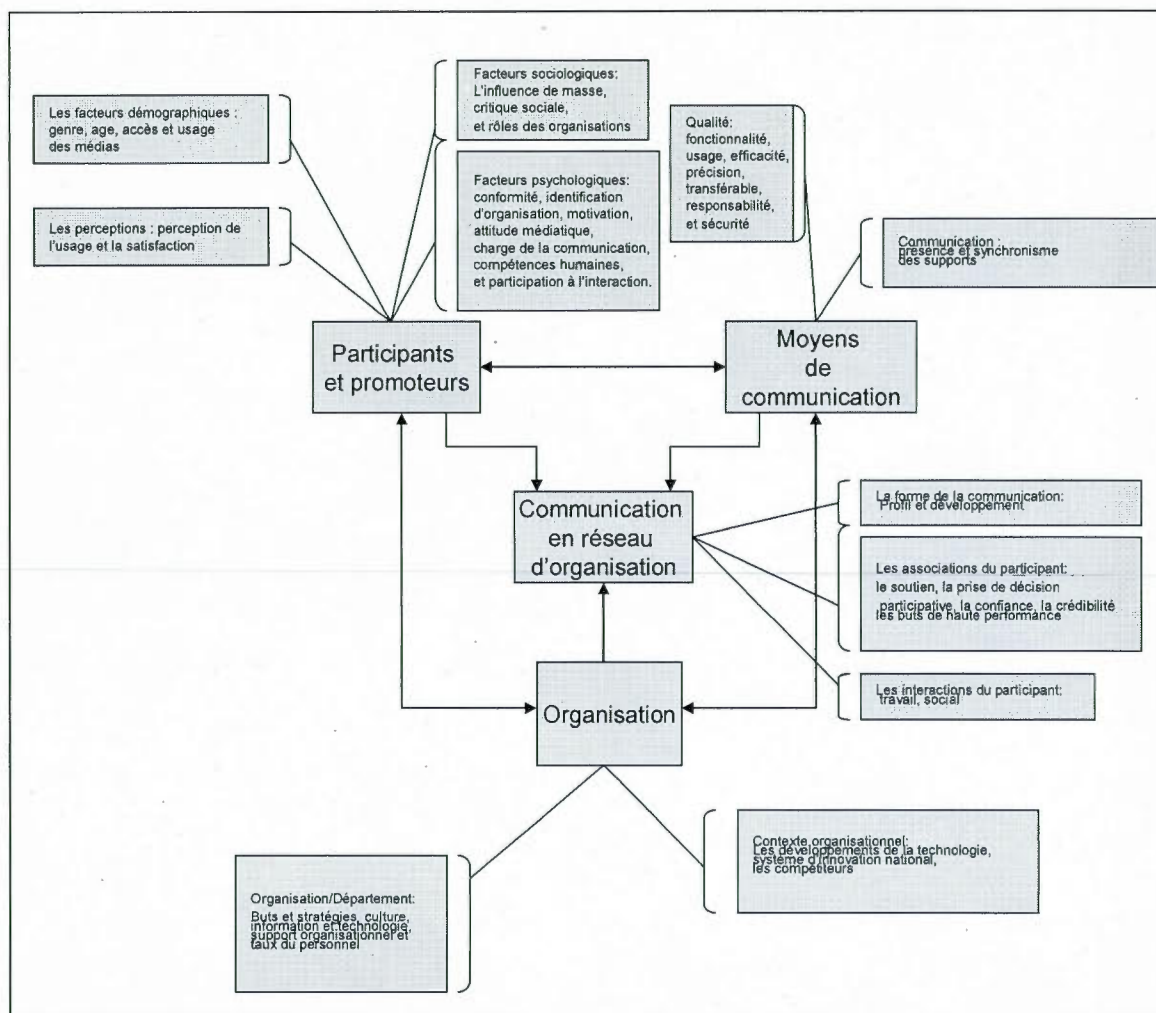 Les facteurs démographiques :
genre, age, accès et usage
des médias
Les perceptions : perception de
l'usage et la satisfaction
Facteurs sociologiques:
L'influence de masse,
critique sociale,
et rôles des organisations
Facteurs psychologiques:
conformité, identification
d'organisation, motivation,
attitude médiatique,
charge de la communication,
compétences humaines,
et participation à l'interaction.
Qualité:
fonctionnalité,
usage, efficacité,
précision,
transférable,
responsabilité,
et sécurité
Communication :
présence et synchronisme
des supports
Participants
et promoteurs
Moyens
de
communication
Communication
en réseau
d'organisation
La forme de la communication:
Profil et développement
Les associations du participant:
le soutien, la prise de décision
participative, la confiance, la crédibilité
les buts de haute performance
Les interactions du participant:
travail, social
Organisation
Organisation/Département:
Buts et stratégies, culture,
information et technologie,
support organisationnel et
taux du personnel
Contexte organisationnel:
Les développements de la technologie,
système d'innovation national,
les compétiteurs